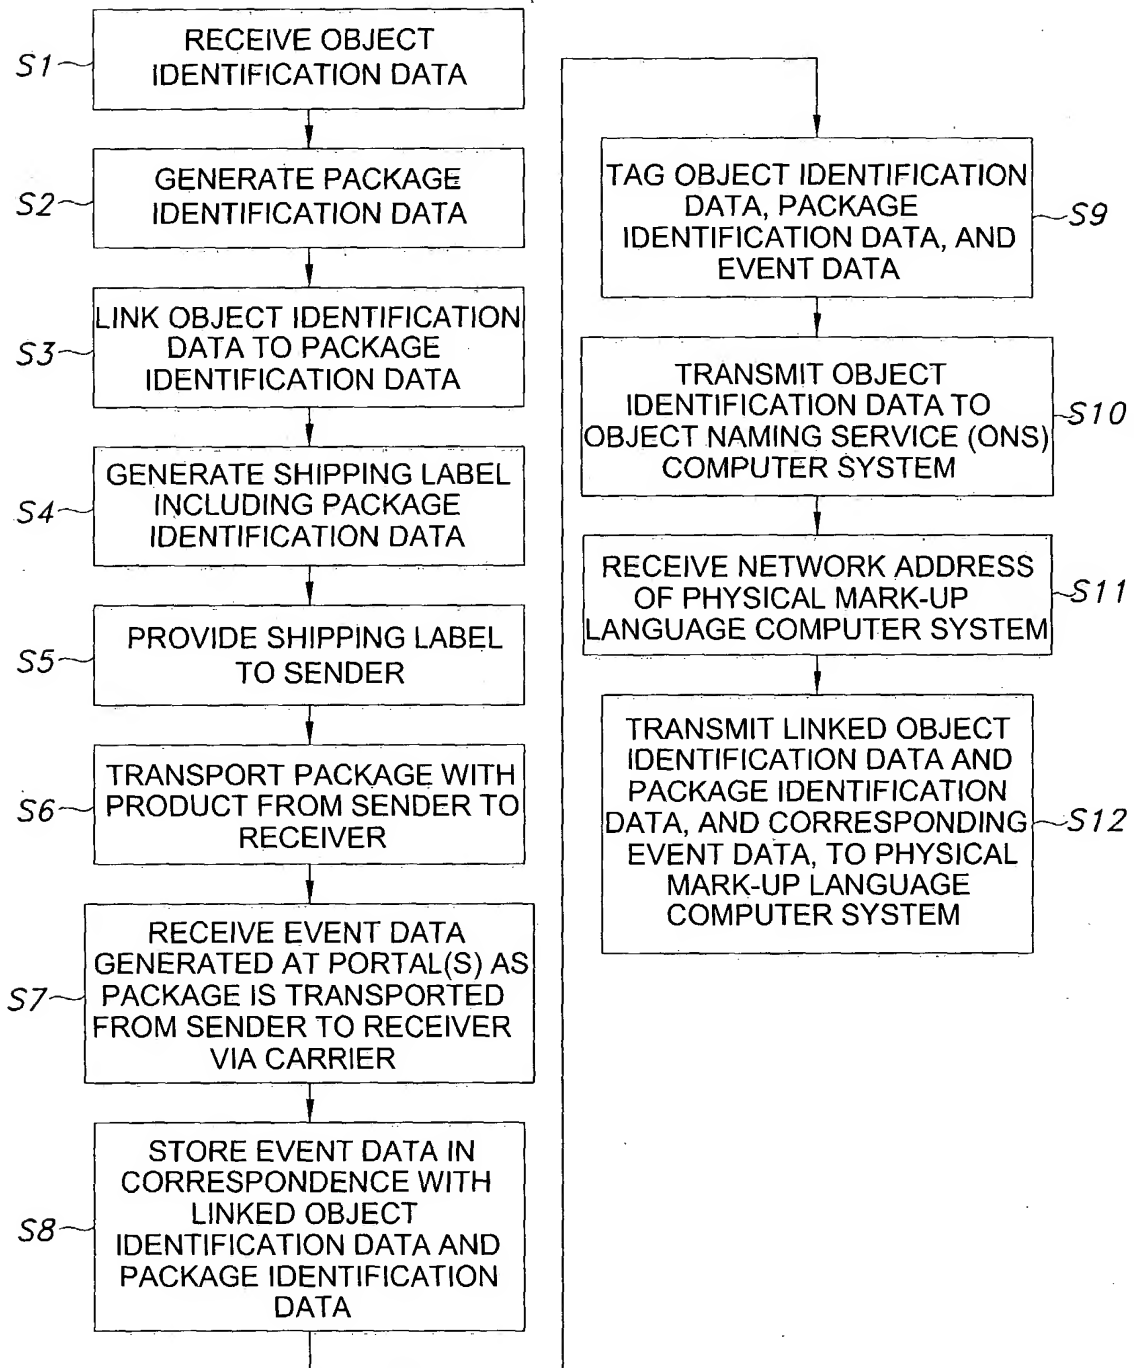 S1
RECEIVE OBJECT
IDENTIFICATION DATA
S2
GENERATE PACKAGE
IDENTIFICATION DATA
S3
LINK OBJECT IDENTIFICATION
DATA TO PACKAGE
IDENTIFICATION DATA
S4
GENERATE SHIPPING LABEL
INCLUDING PACKAGE
IDENTIFICATION DATA
S5
PROVIDE SHIPPING LABEL
TO SENDER
S6
TRANSPORT PACKAGE WITH
PRODUCT FROM SENDER TO
RECEIVER
S7
RECEIVE EVENT DATA
GENERATED AT PORTAL(S) AS
PACKAGE IS TRANSPORTED
FROM SENDER TO RECEIVER
VIA CARRIER
S8
STORE EVENT DATA IN
CORRESPONDENCE WITH
LINKED OBJECT
IDENTIFICATION DATA AND
PACKAGE IDENTIFICATION
DATA
TAG OBJECT IDENTIFICATION
DATA, PACKAGE
IDENTIFICATION DATA, AND
EVENT DATA
S9
TRANSMIT OBJECT
IDENTIFICATION DATA TO
OBJECT NAMING SERVICE (ONS)
COMPUTER SYSTEM
S10
RECEIVE NETWORK ADDRESS
OF PHYSICAL MARK-UP
LANGUAGE COMPUTER SYSTEM
S11
TRANSMIT LINKED OBJECT
IDENTIFICATION DATA AND
PACKAGE IDENTIFICATION
DATA, AND CORRESPONDING
EVENT DATA, TO PHYSICAL
MARK-UP LANGUAGE
COMPUTER SYSTEM
S12